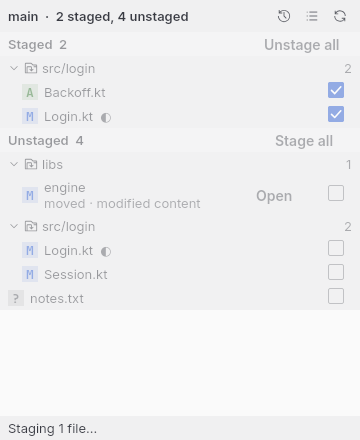 main · 2 staged, 4 unstaged
Staged 2 Unstage all
src/login 2
A Backoff.kt
M Login.kt
Unstaged 4 Stage all
libs 1
M engine
moved · modified content Open
src/login 2
M Login.kt
M Session.kt
? notes.txt
Staging 1 file...